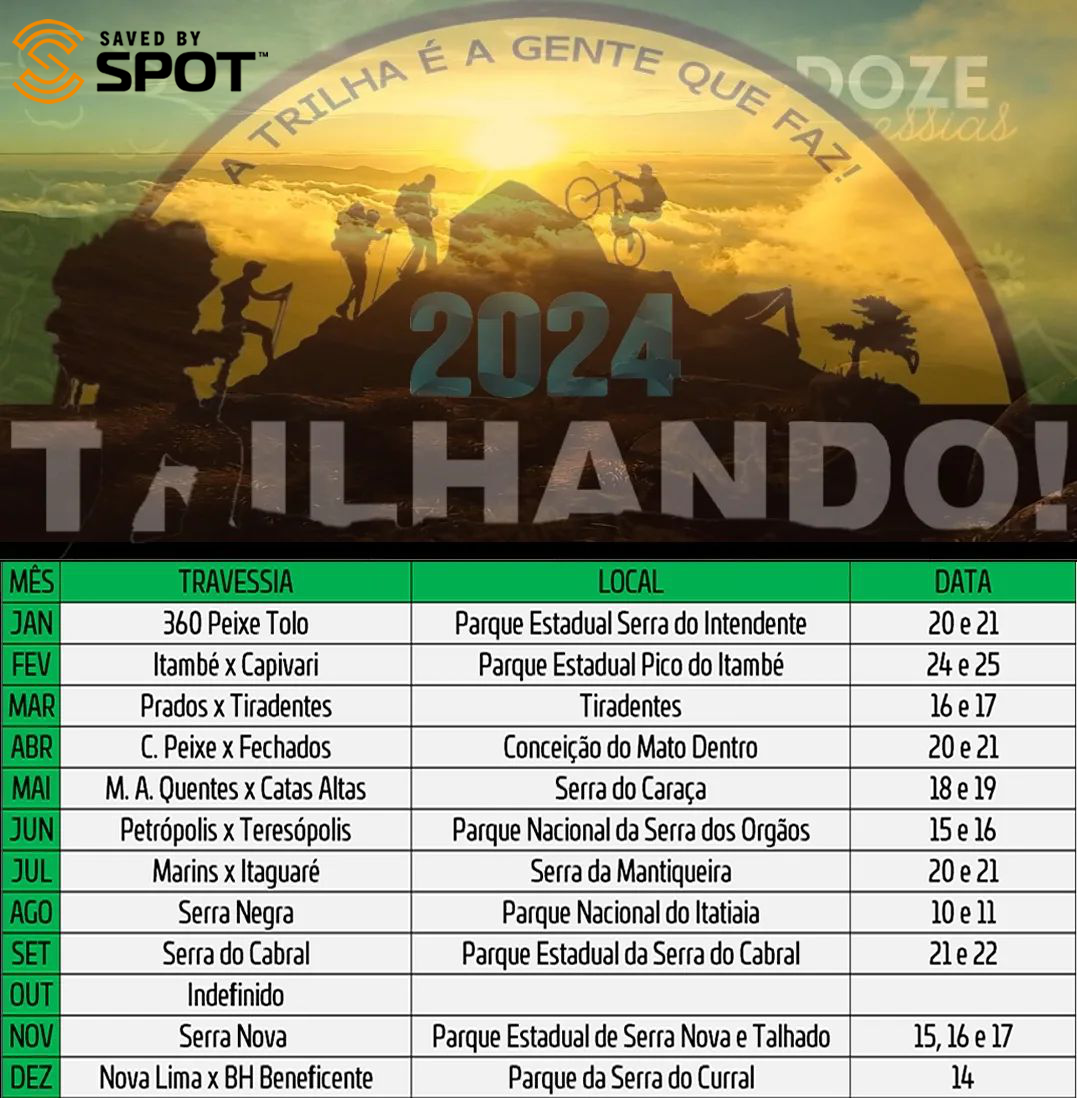 SAVED BY
SPOT™
A TRILHA É A GENTE QUE FAZ!
DOZE
2024
TRILHANDO!
MÊS TRAVESSIA LOCAL DATA
JAN 360 Peixe Tolo Parque Estadual Serra do Intendente 20 e 21
FEV Itambé x Capivari Parque Estadual Pico do Itambé 24 e 25
MAR Prados x Tiradentes Tiradentes 16 e 17
ABR C. Peixe x Fechados Conceição do Mato Dentro 20 e 21
MAI M. A. Quentes x Catas Altas Serra do Caraça 18 e 19
JUN Petrópolis x Teresópolis Parque Nacional da Serra dos Orgãos 15 e 16
JUL Marins x Itaguaré Serra da Mantiqueira 20 e 21
AGO Serra Negra Parque Nacional do Itatiaia 10 e 11
SET Serra do Cabral Parque Estadual da Serra do Cabral 21 e 22
OUT Indefinido
NOV Serra Nova Parque Estadual de Serra Nova e Talhado 15, 16 e 17
DEZ Nova Lima x BH Beneficente Parque da Serra do Curral 14